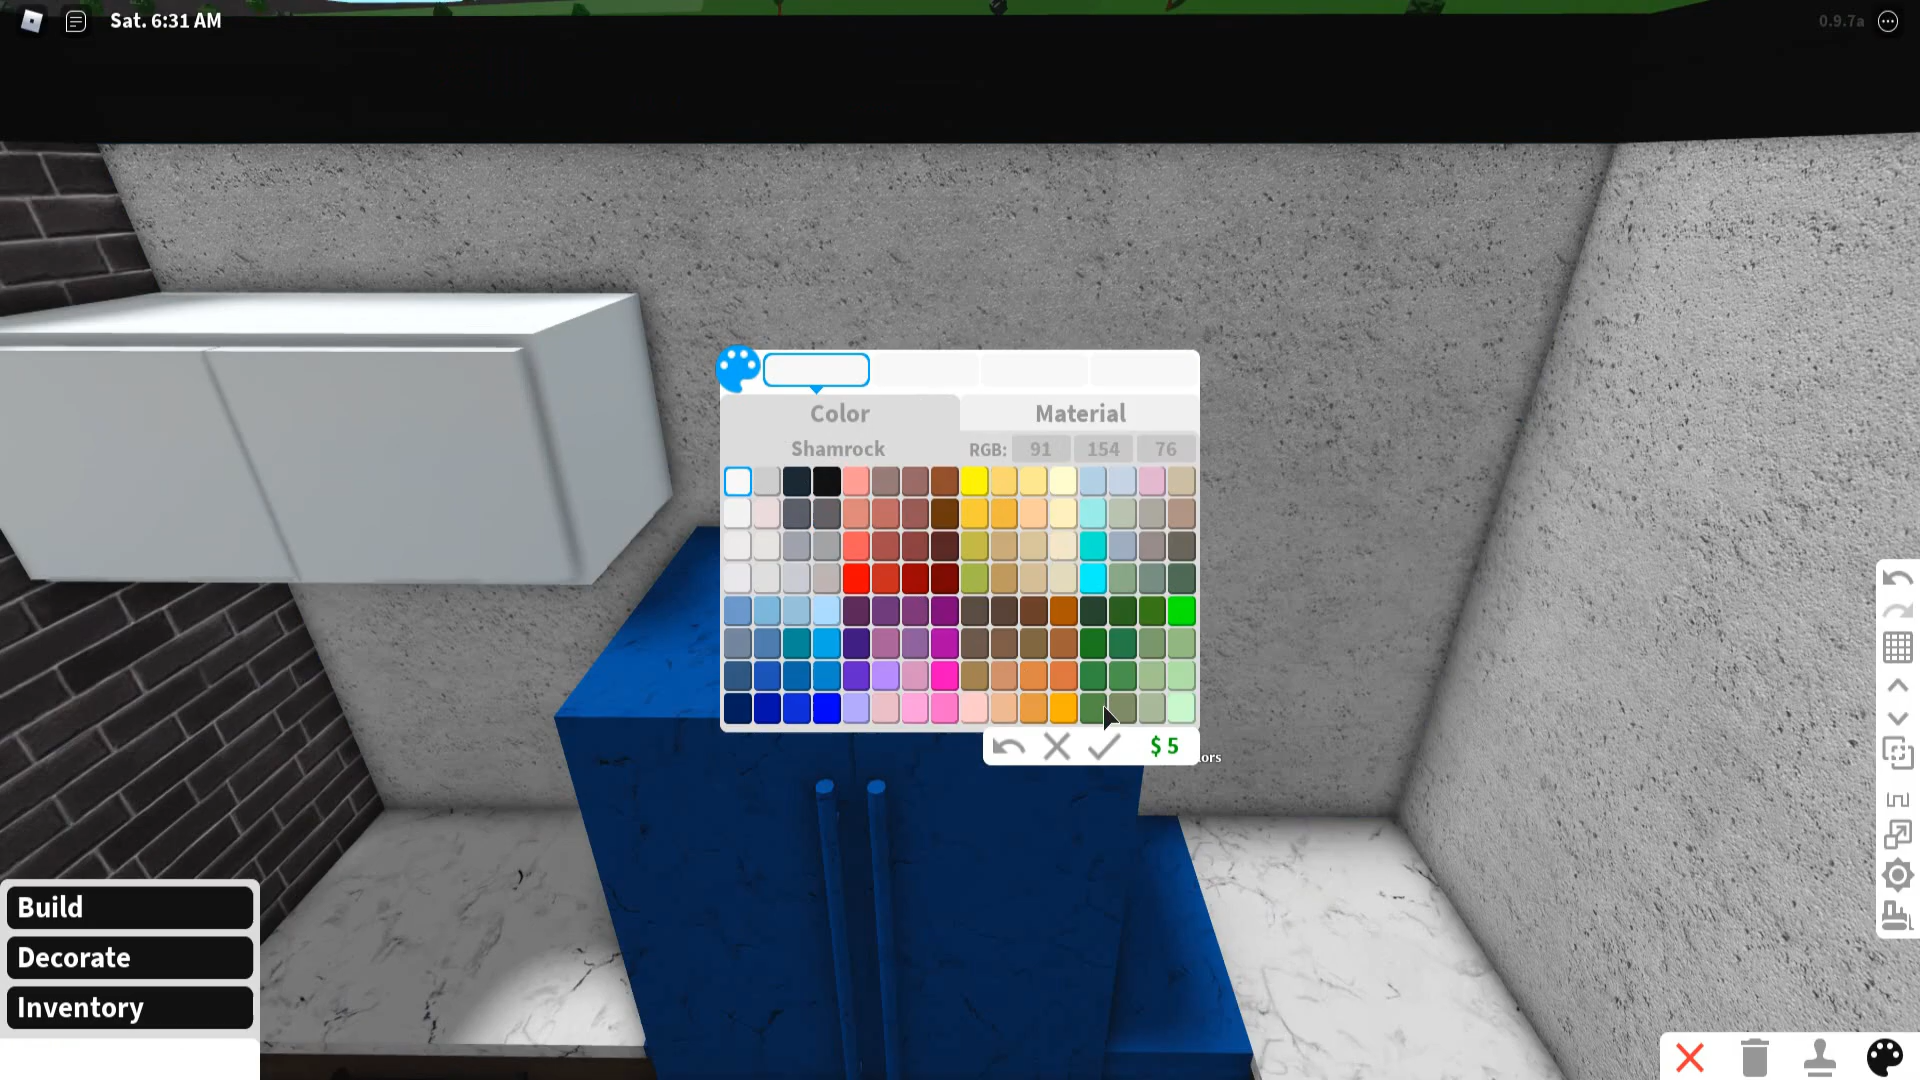 Sat. 6:31 AM
0.9.7a
Color
Material
Shamrock
RGB: 91 154 76
$ 5
ors
Build
Decorate
Inventory